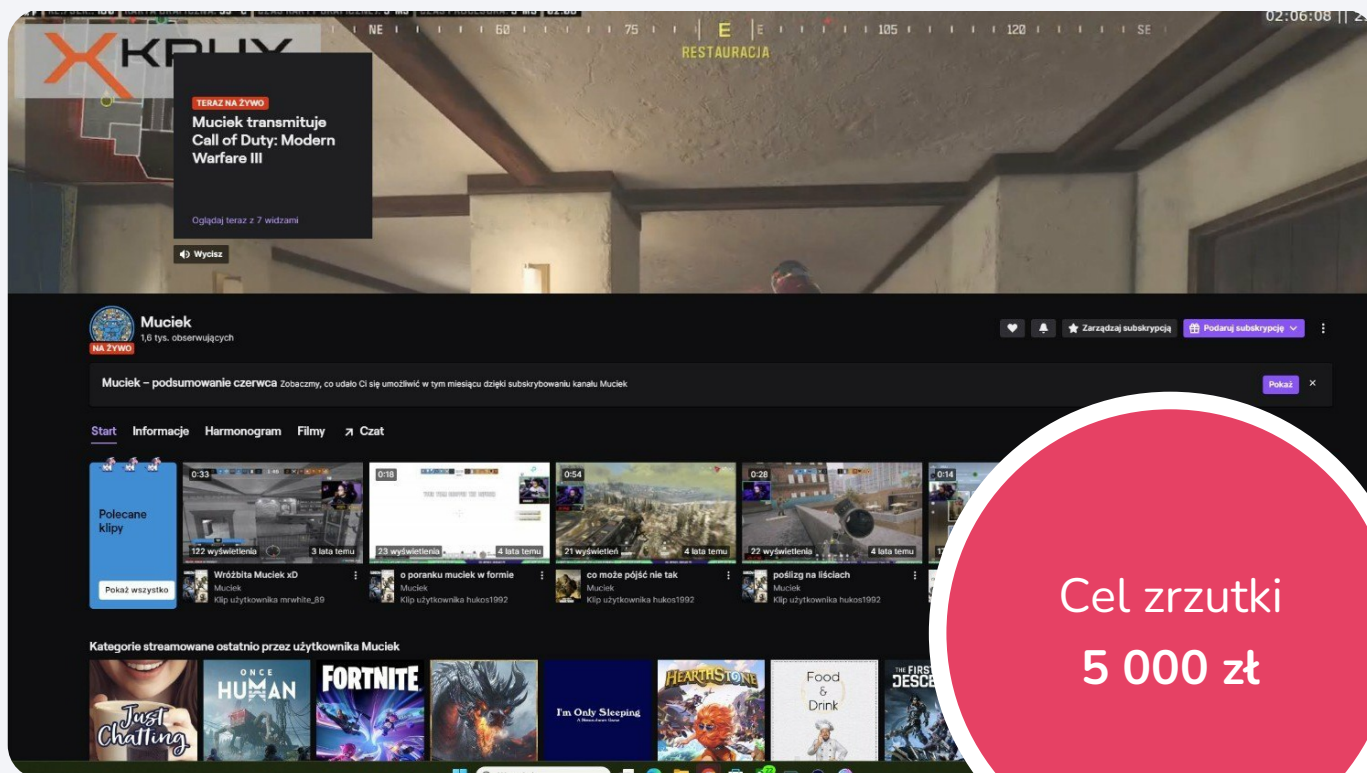 NE 60 75 E E 105 120 SE
RESTAURACJA
02:06:08
TERAZ NA ŻYWO
Muciek transmituje
Call of Duty: Modern
Warfare III
Oglądaj teraz z 7 widzami
Wycisz
Muciek
1,6 tys. obserwujących
NA ŻYWO
Zarządzaj subskrypcją
Podaruj subskrypcję
Muciek – podsumowanie czerwca Zobaczmy, co udało Ci się umożliwić w tym miesiącu dzięki subskrybowaniu kanału Muciek
Pokaż
Start Informacje Harmonogram Filmy Czat
Polecane
klipy
Pokaż wszystko
0:33
122 wyświetlenia 3 lata temu
Wróżbita Muciek xD
Muciek
Klip użytkownika mrwhite_89
0:18
23 wyświetlenia 4 lata temu
o poranku muciek w formie
Muciek
Klip użytkownika hukos1992
0:54
21 wyświetleń 4 lata temu
co może pójść nie tak
Muciek
Klip użytkownika hukos1992
0:28
22 wyświetlenia 4 lata temu
poślizg na liściach
Muciek
Klip użytkownika hukos1992
0:14
Kategorie streamowane ostatnio przez użytkownika Muciek
Just
Chatting
ONCE
HUMAN
FORTNITE
I'm Only Sleeping
HEARTHSTONE
Food
&
Drink
THE FIRST
Cel zrzutki
5 000 zł